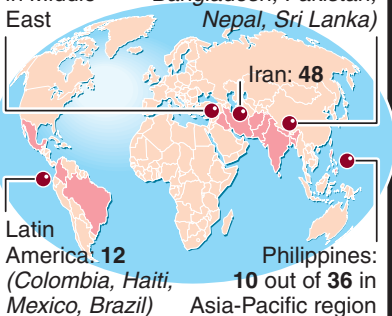 East
Nepal, Sri Lanka)
Iran: 48
Latin
America: 12
(Colombia, Haiti,
Mexico, Brazil)
Philippines:
10 out of 36 in
Asia-Pacific region